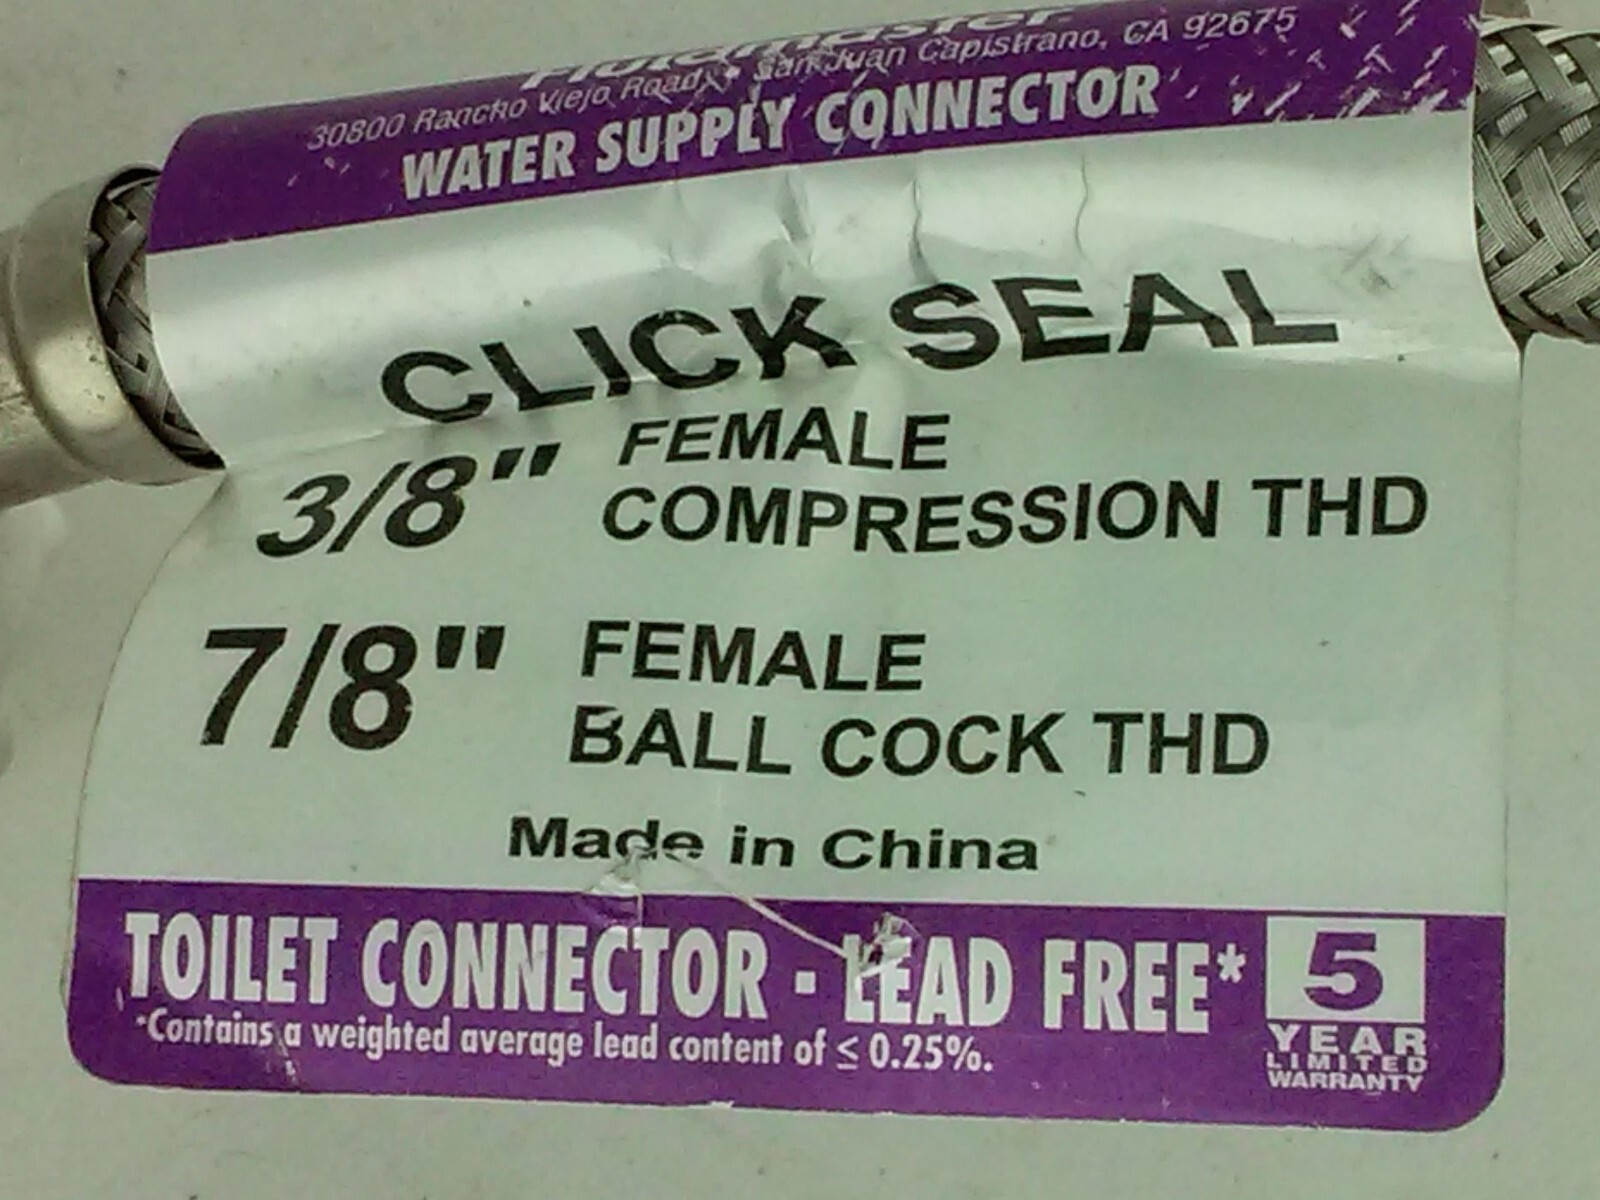 Fluidmaster
30800 Rancho Viejo Road, • San Juan Capistrano, CA 92675
WATER SUPPLY CONNECTOR
CLICK SEAL
3/8" FEMALE
COMPRESSION THD
7/8" FEMALE
BALL COCK THD
Made in China
TOILET CONNECTOR - LEAD FREE*
*Contains a weighted average lead content of ≤ 0.25%.
5
YEAR
LIMITED
WARRANTY